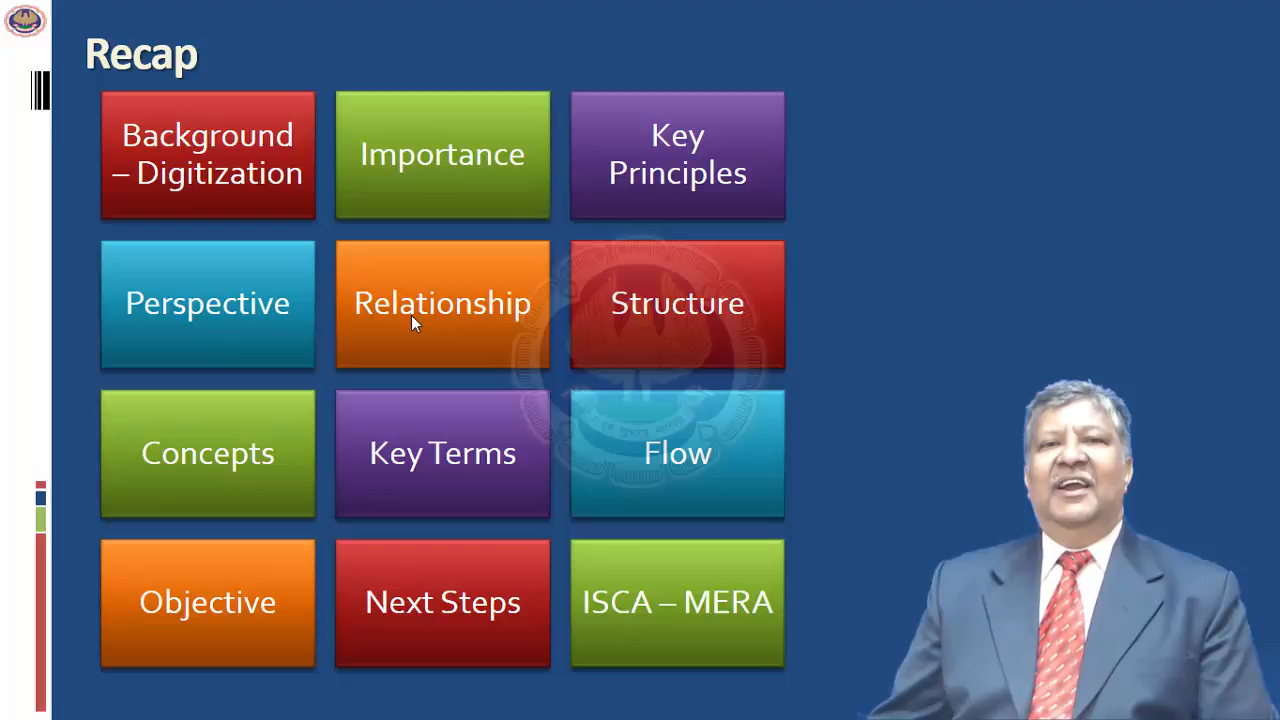 Recap
Background
– Digitization
Importance
Key
Principles
Perspective
Relationship
Structure
Concepts
Key Terms
Flow
Objective
Next Steps
ISCA – MERA